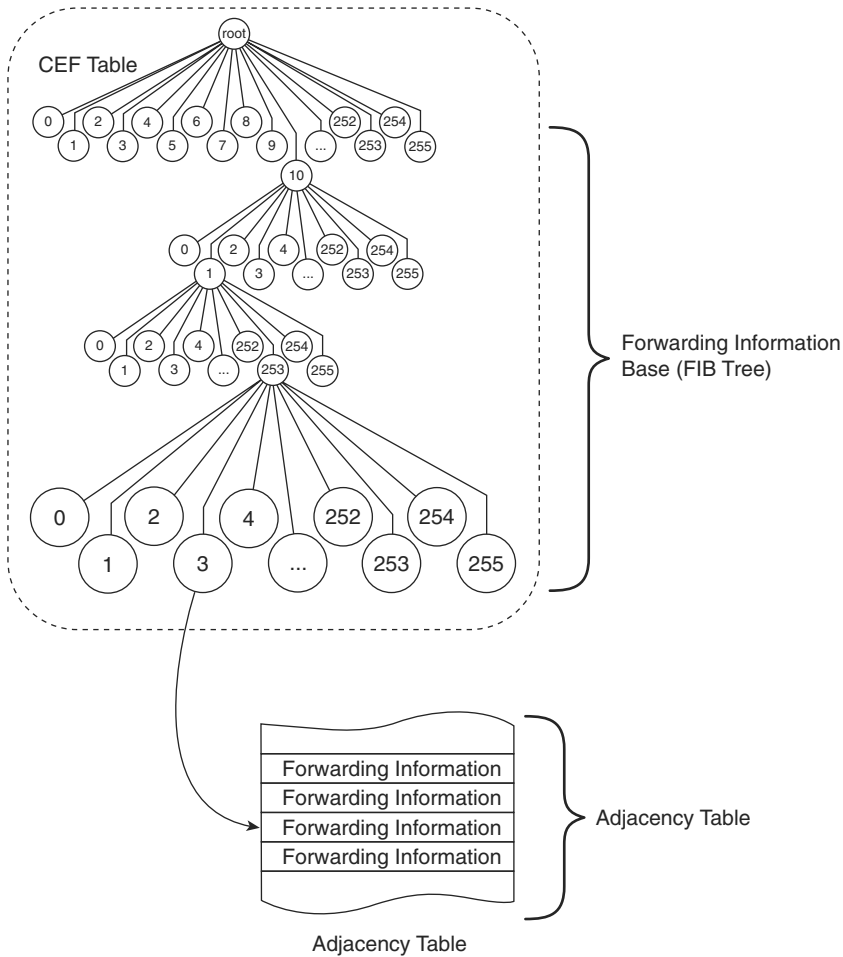 root
CEF Table
0 2 4 6 8 252 254
1 3 5 7 9 ... 253 255
10
0 2 4 252 254
1 3 ... 253 255
0 2 4 252 254
1 3 ... 253 255
0 2 4 252 254
1 3 ... 253 255
Forwarding Information
Base (FIB Tree)
Forwarding Information
Forwarding Information
Forwarding Information
Forwarding Information
Adjacency Table
Adjacency Table